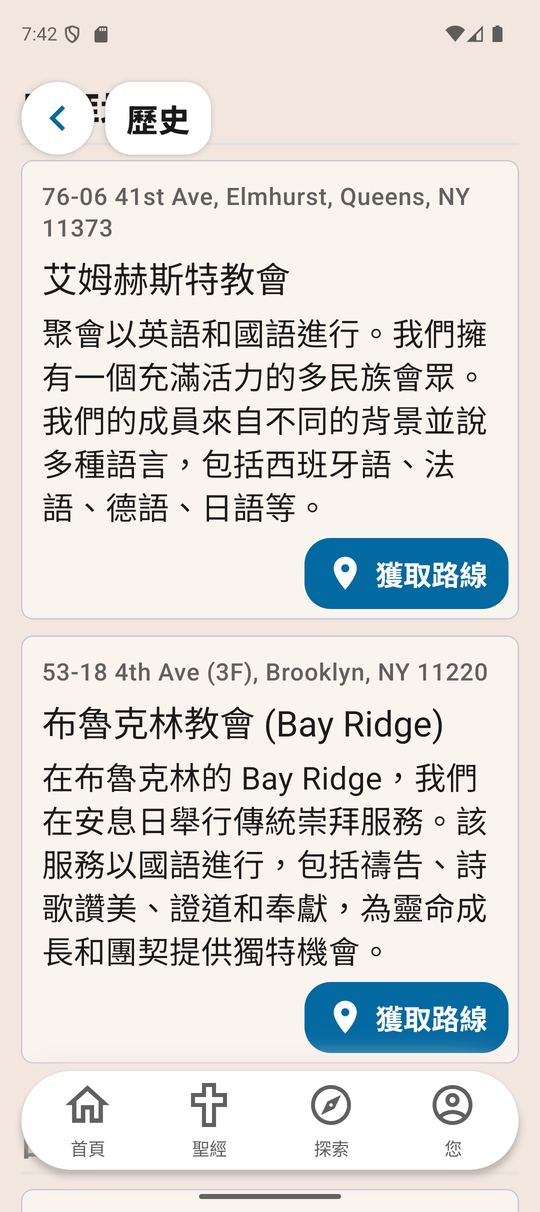 7:42
歷史
76-06 41st Ave, Elmhurst, Queens, NY
11373
艾姆赫斯特教會
聚會以英語和國語進行。我們擁
有一個充滿活力的多民族會眾。
我們的成員來自不同的背景並說
多種語言，包括西班牙語、法
語、德語、日語等。
獲取路線
53-18 4th Ave (3F), Brooklyn, NY 11220
布魯克林教會 (Bay Ridge)
在布魯克林的 Bay Ridge，我們
在安息日舉行傳統崇拜服務。該
服務以國語進行，包括禱告、詩
歌讚美、證道和奉獻，為靈命成
長和團契提供獨特機會。
獲取路線
首頁
聖經
探索
您